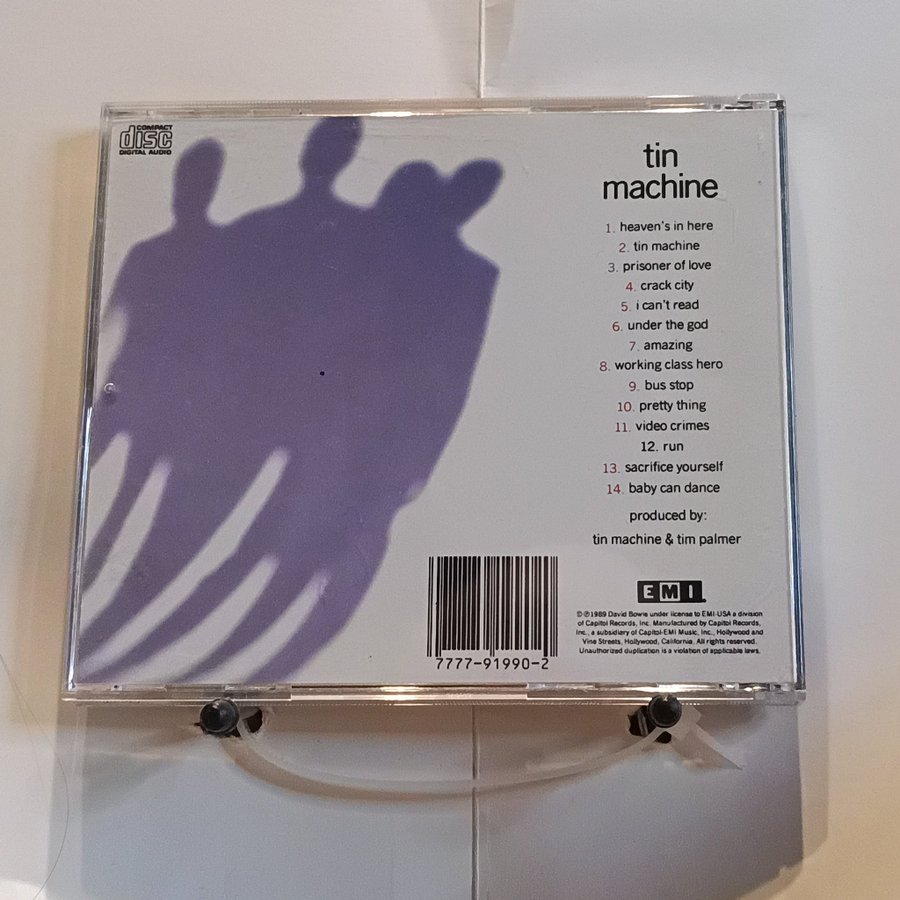 COMPACT
disc
DIGITAL AUDIO
tin
machine
1. heaven's in here
2. tin machine
3. prisoner of love
4. crack city
5. i can't read
6. under the god
7. amazing
8. working class hero
9. bus stop
10. pretty thing
11. video crimes
12. run
13. sacrifice yourself
14. baby can dance
produced by:
tin machine & tim palmer
EMI
©℗1989 David Bowie under license to EMI-USA a division
of Capitol Records, Inc. Manufactured by Capitol Records,
Inc., a subsidiary of Capitol-EMI Music, Inc., Hollywood and
Vine Streets, Hollywood, California. All rights reserved.
Unauthorized duplication is a violation of applicable laws.
7777-91990-2